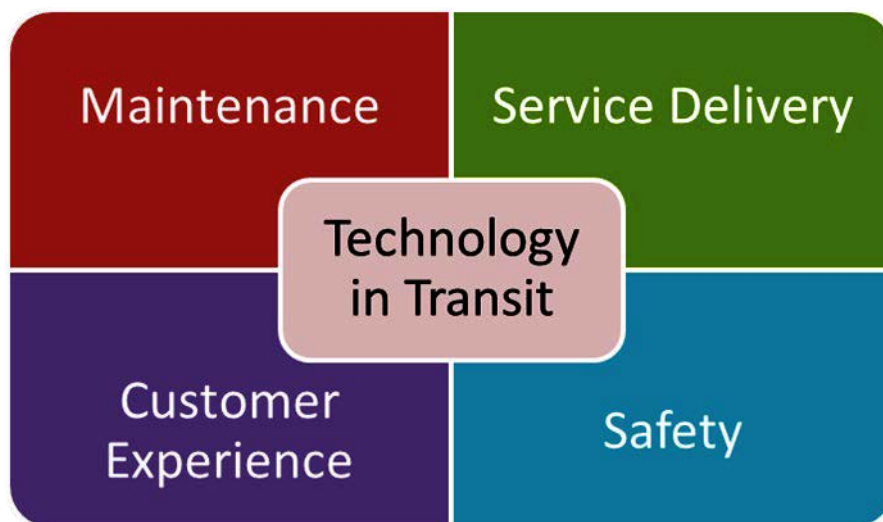 Maintenance
Service Delivery
Technology
in Transit
Customer
Experience
Safety